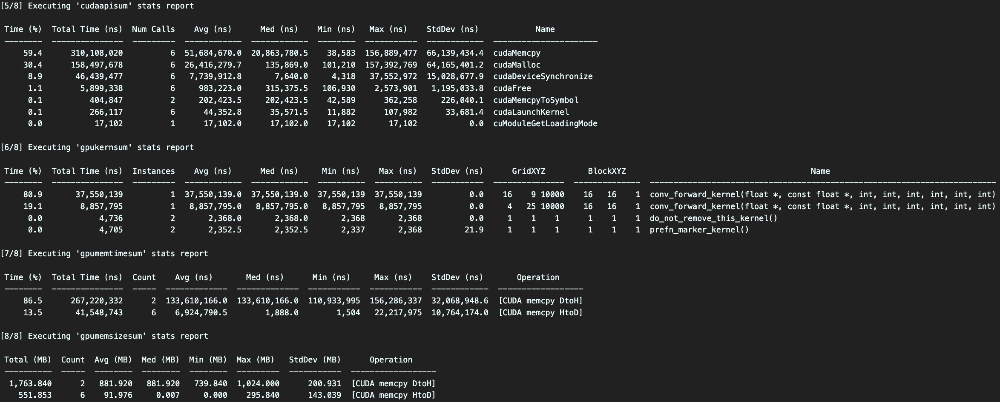 [5/8] Executing 'cudaapisum' stats report
Time (%)  Total Time (ns)  Num Calls    Avg (ns)      Med (ns)    Min (ns)   Max (ns)    StdDev (ns)            Name
--------  ---------------  ---------  ------------  ------------  --------  -----------  ------------  ----------------------
59.4      310,108,020          6  51,684,670.0  20,863,780.5    38,583  156,889,477  66,139,434.4  cudaMemcpy
30.4      158,497,678          6  26,416,279.7     135,869.0   101,210  157,392,769  64,165,401.2  cudaMalloc
8.9       46,439,477          6   7,739,912.8       7,640.0     4,318   37,552,972  15,028,677.9  cudaDeviceSynchronize
1.1        5,899,338          6     983,223.0     315,375.5   106,930    2,573,901   1,195,033.8  cudaFree
0.1          404,847          2     202,423.5     202,423.5    42,589      362,258     226,040.1  cudaMemcpyToSymbol
0.1          266,117          6      44,352.8      35,571.5    11,882      107,982      33,681.4  cudaLaunchKernel
0.0           17,102          1      17,102.0      17,102.0    17,102       17,102           0.0  cuModuleGetLoadingMode
[6/8] Executing 'gpukernsum' stats report
Time (%)  Total Time (ns)  Instances    Avg (ns)      Med (ns)     Min (ns)    Max (ns)   StdDev (ns)      GridXYZ         BlockXYZ                                       Name
--------  ---------------  ---------  ------------  ------------  ----------  ----------  -----------  ---------------  --------------  -------------------------------------------------------------------------
80.9       37,550,139          1  37,550,139.0  37,550,139.0  37,550,139  37,550,139          0.0    16    9 10000    16   16    1  conv_forward_kernel(float *, const float *, int, int, int, int, int, int)
19.1        8,857,795          1   8,857,795.0   8,857,795.0   8,857,795   8,857,795          0.0     4   25 10000    16   16    1  conv_forward_kernel(float *, const float *, int, int, int, int, int, int)
0.0            4,736          2       2,368.0       2,368.0       2,368       2,368          0.0     1    1    1     1    1    1  do_not_remove_this_kernel()
0.0            4,705          2       2,352.5       2,352.5       2,337       2,368         21.9     1    1    1     1    1    1  prefn_marker_kernel()
[7/8] Executing 'gpumemtimesum' stats report
Time (%)  Total Time (ns)  Count    Avg (ns)       Med (ns)      Min (ns)     Max (ns)    StdDev (ns)       Operation
--------  ---------------  -----  -------------  -------------  -----------  -----------  ------------  ------------------
86.5      267,220,332      2  133,610,166.0  133,610,166.0  110,933,995  156,286,337  32,068,948.6  [CUDA memcpy DtoH]
13.5       41,548,743      6    6,924,790.5        1,888.0        1,504   22,217,975  10,764,174.0  [CUDA memcpy HtoD]
[8/8] Executing 'gpumemsizesum' stats report
Total (MB)  Count  Avg (MB)  Med (MB)  Min (MB)  Max (MB)   StdDev (MB)      Operation
----------  -----  --------  --------  --------  ---------  -----------  ------------------
1,763.840      2   881.920   881.920   739.840  1,024.000      200.931  [CUDA memcpy DtoH]
551.853      6    91.976     0.007     0.000    295.840      143.039  [CUDA memcpy HtoD]